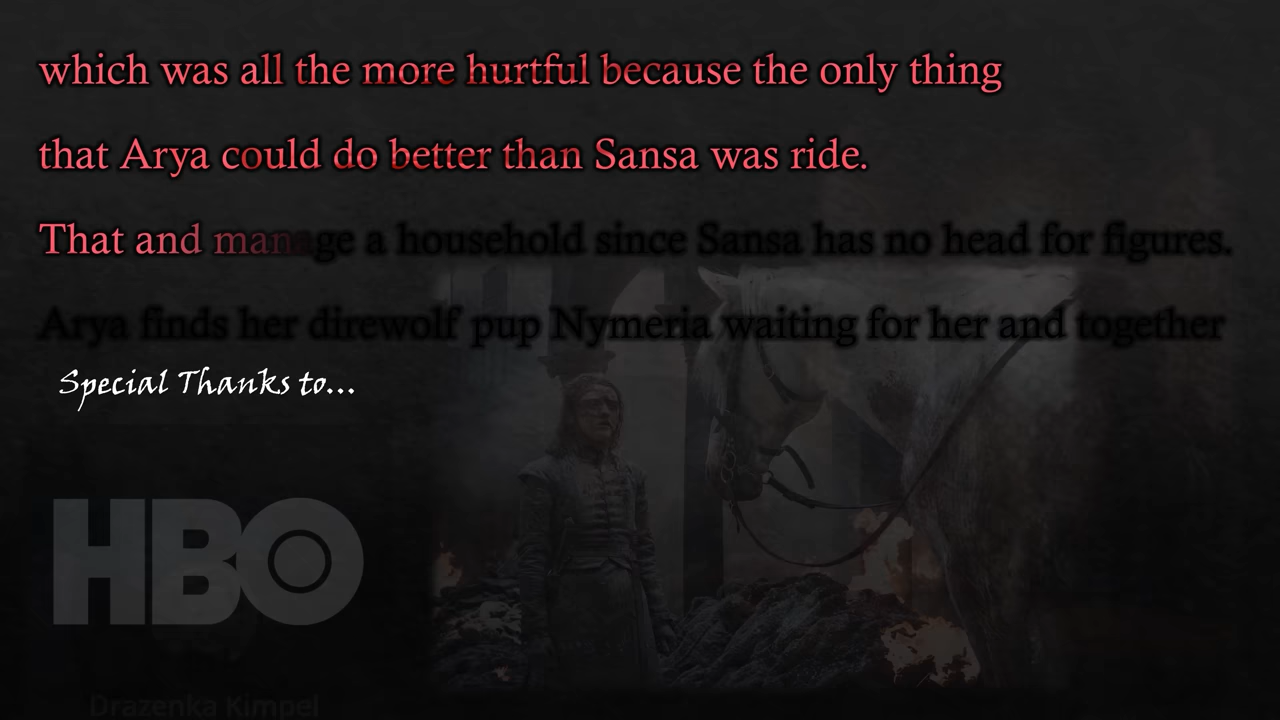 which was all the more hurtful because the only thing
that Arya could do better than Sansa was ride.
That and manage a household since Sansa has no head for figures.
Arya finds her direwolf pup Nymeria waiting for her and together
Special Thanks to...
HBO
Drazenka Kimpel